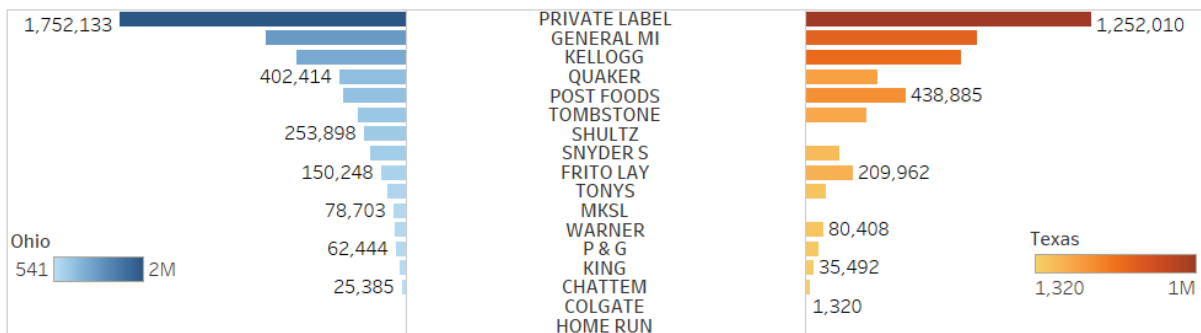 1,752,133 PRIVATE LABEL 1,252,010
GENERAL MI
KELLOGG
402,414 QUAKER
POST FOODS 438,885
TOMBSTONE
253,898 SHULTZ
SNYDER S
150,248 FRITO LAY 209,962
TONYS
78,703 MKSL
WARNER 80,408
Ohio 62,444 P & G Texas
541 2M KING 35,492
25,385 CHATTEM 1,320 1M
COLGATE 1,320
HOME RUN